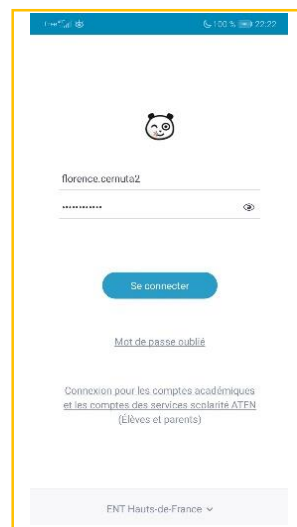 100 % 22:22
florence.cernuta2
••••••••••••
Se connecter
Mot de passe oublié
Connexion pour les comptes académiques
et les comptes des services scolarité ATEN
(Élèves et parents)
ENT Hauts-de-France